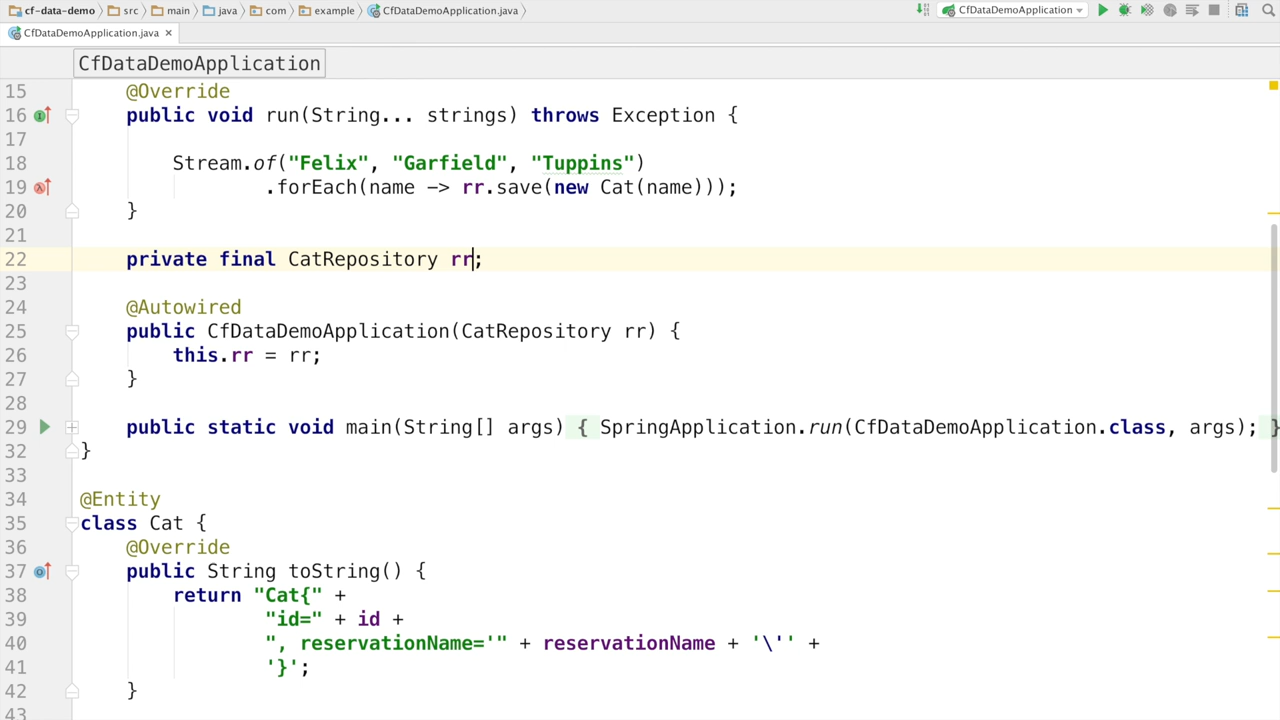 cf-data-demo src main java com example CfDataDemoApplication.java CfDataDemoApplication
CfDataDemoApplication.java ×
CfDataDemoApplication
15 @Override
16 public void run(String... strings) throws Exception {
17
18 Stream.of("Felix", "Garfield", "Tuppins")
19 .forEach(name -> rr.save(new Cat(name)));
20 }
21
22 private final CatRepository rr;
23
24 @Autowired
25 public CfDataDemoApplication(CatRepository rr) {
26 this.rr = rr;
27 }
28
29 public static void main(String[] args) { SpringApplication.run(CfDataDemoApplication.class, args); }
32 }
33
34 @Entity
35 class Cat {
36 @Override
37 public String toString() {
38 return "Cat{" +
39 "id=" + id +
40 ", reservationName='" + reservationName + '\'' +
41 '}';
42 }
43